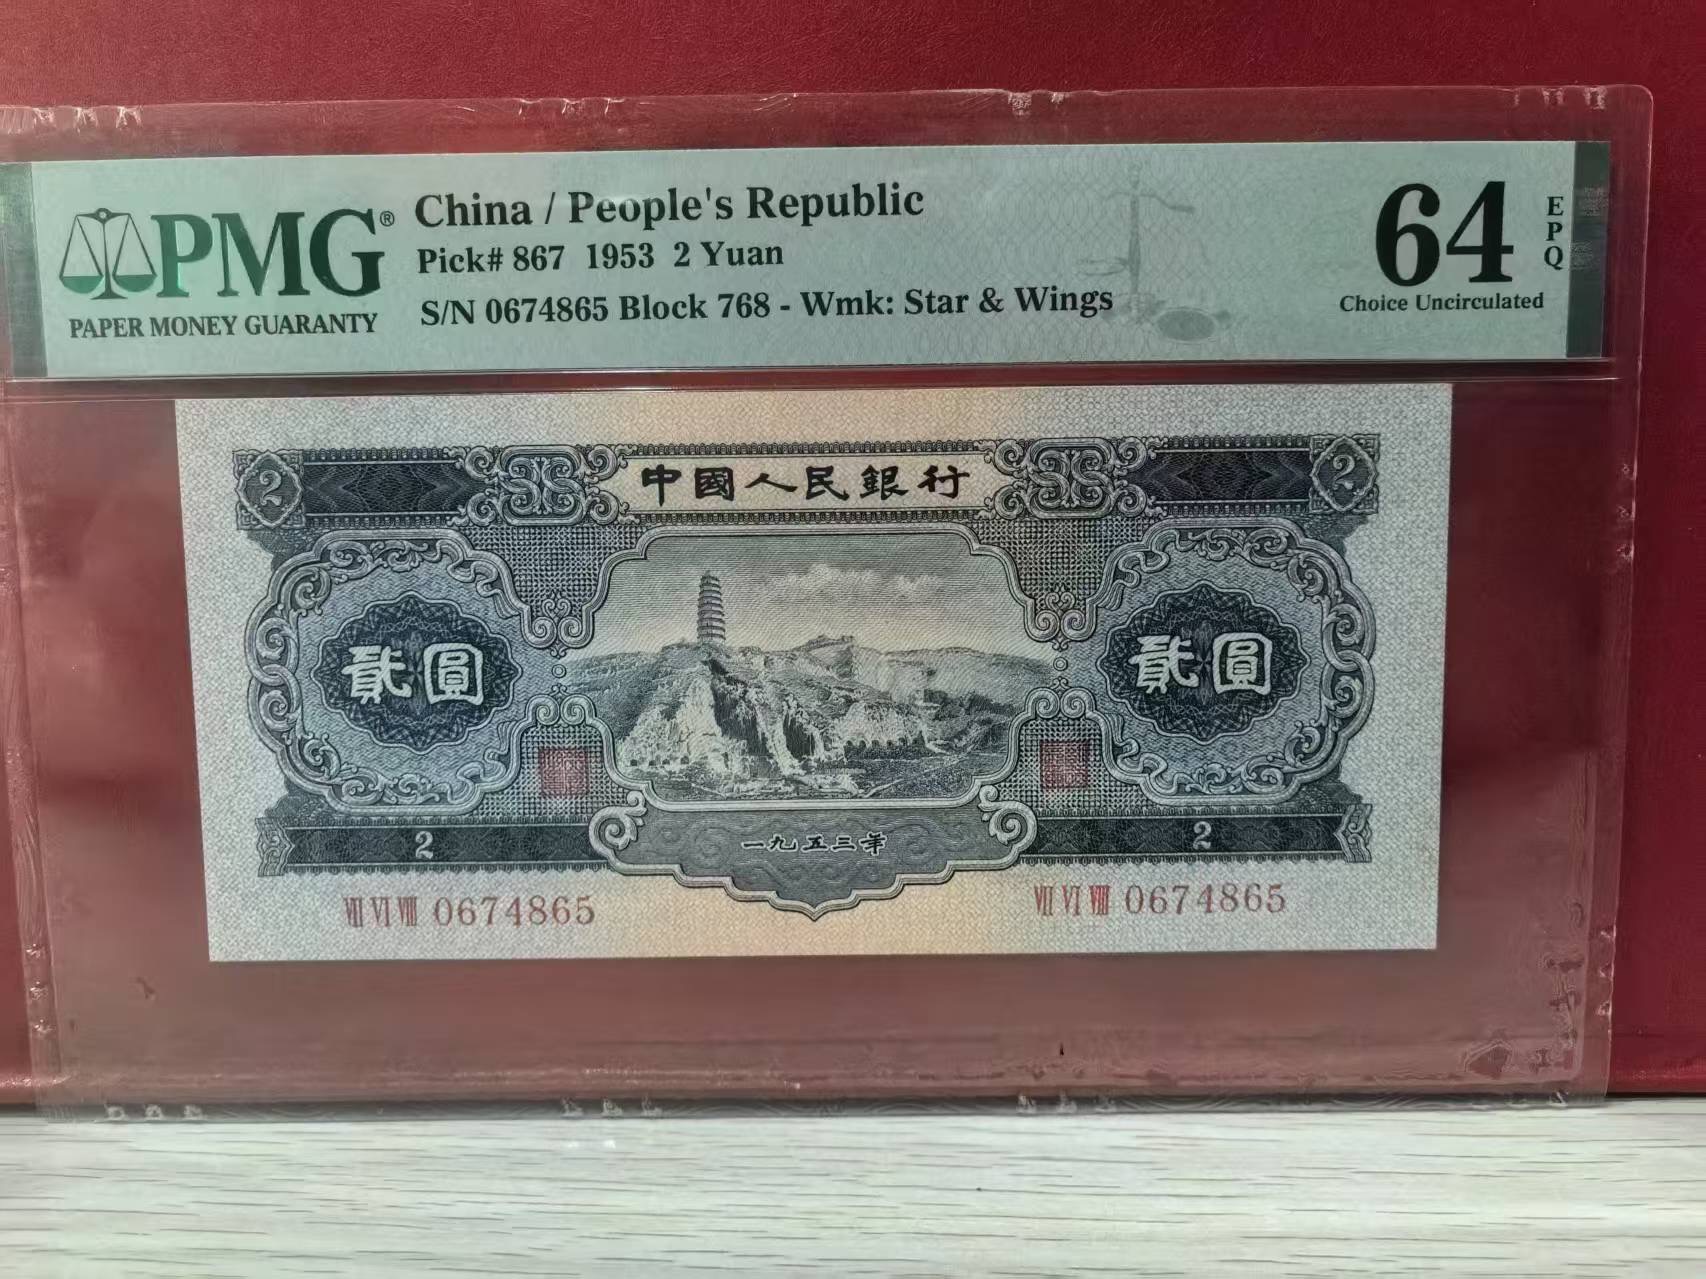 PMG®
PAPER MONEY GUARANTY
China / People's Republic
Pick# 867 1953 2 Yuan
S/N 0674865 Block 768 - Wmk: Star & Wings
64
EPQ
Choice Uncirculated
2 中國人民銀行 2
貳圓 貳圓
2 一九五三年 2
Ⅶ Ⅵ Ⅷ 0674865 Ⅶ Ⅵ Ⅷ 0674865